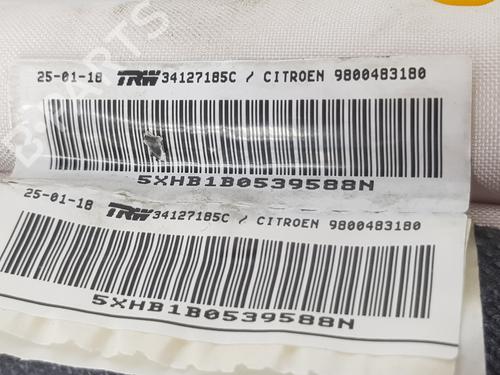 25-01-18 TRW 34127185C / CITROEN 9800483180
5XHB1B0539588N
25-01-18 TRW 34127185C / CITROEN 9800483180
5XHB1B0539588N
B-PARTS